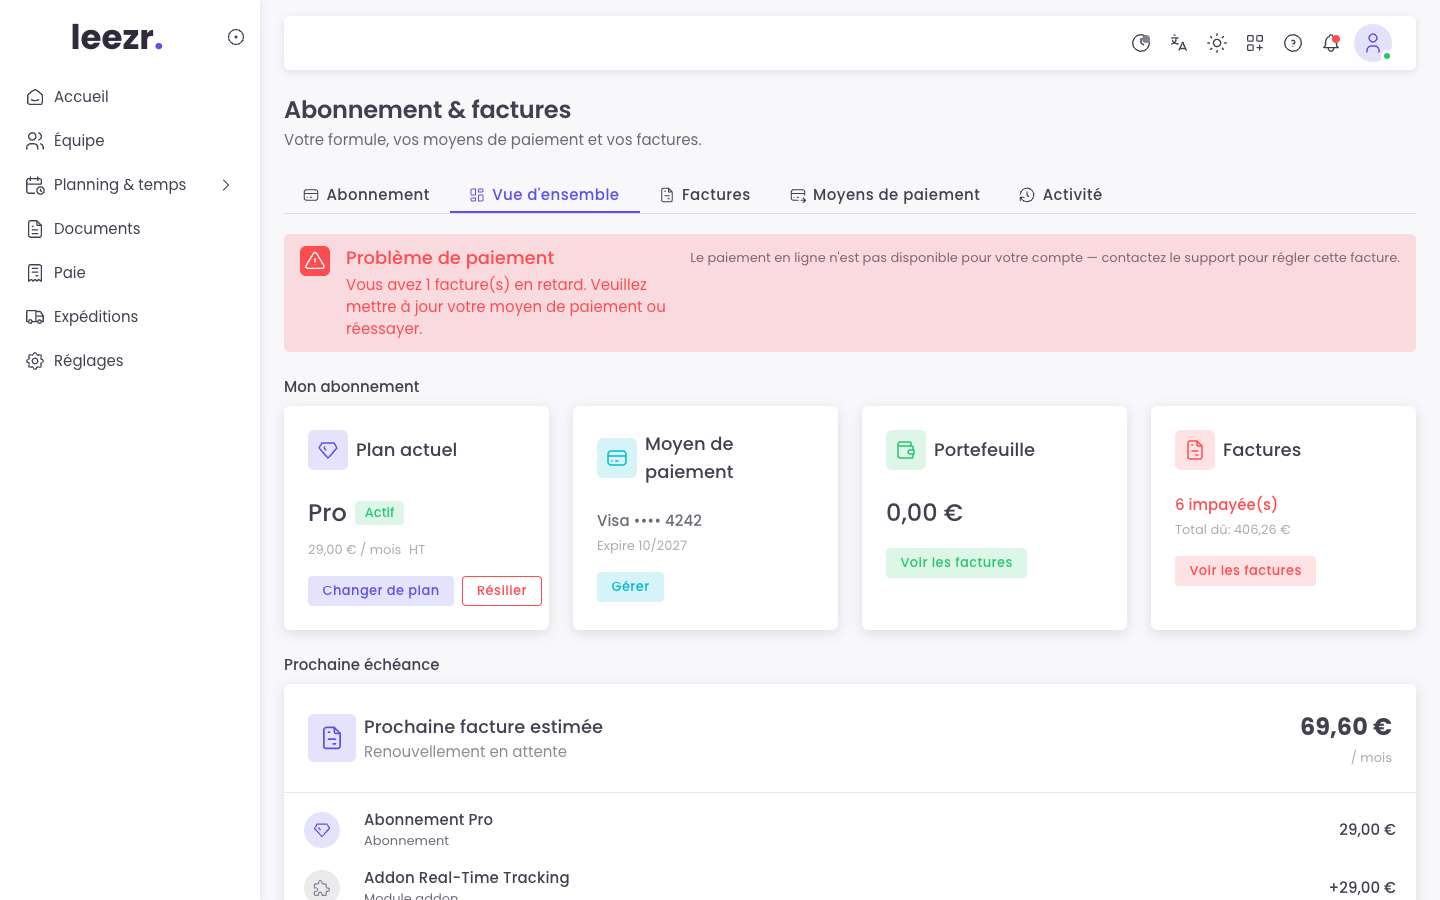 leezr.
Accueil
Équipe
Planning & temps
Documents
Paie
Expéditions
Réglages
Abonnement & factures
Votre formule, vos moyens de paiement et vos factures.
Abonnement
Vue d'ensemble
Factures
Moyens de paiement
Activité
Problème de paiement
Vous avez 1 facture(s) en retard. Veuillez
mettre à jour votre moyen de paiement ou
réessayer.
Le paiement en ligne n'est pas disponible pour votre compte — contactez le support pour régler cette facture.
Mon abonnement
Plan actuel
Pro Actif
29,00 € / mois HT
Changer de plan
Résilier
Moyen de
paiement
Visa •••• 4242
Expire 10/2027
Gérer
Portefeuille
0,00 €
Voir les factures
Factures
6 impayée(s)
Total dû: 406,26 €
Voir les factures
Prochaine échéance
Prochaine facture estimée
Renouvellement en attente
69,60 €
/ mois
Abonnement Pro
Abonnement
29,00 €
Addon Real-Time Tracking
Module addon
+29,00 €